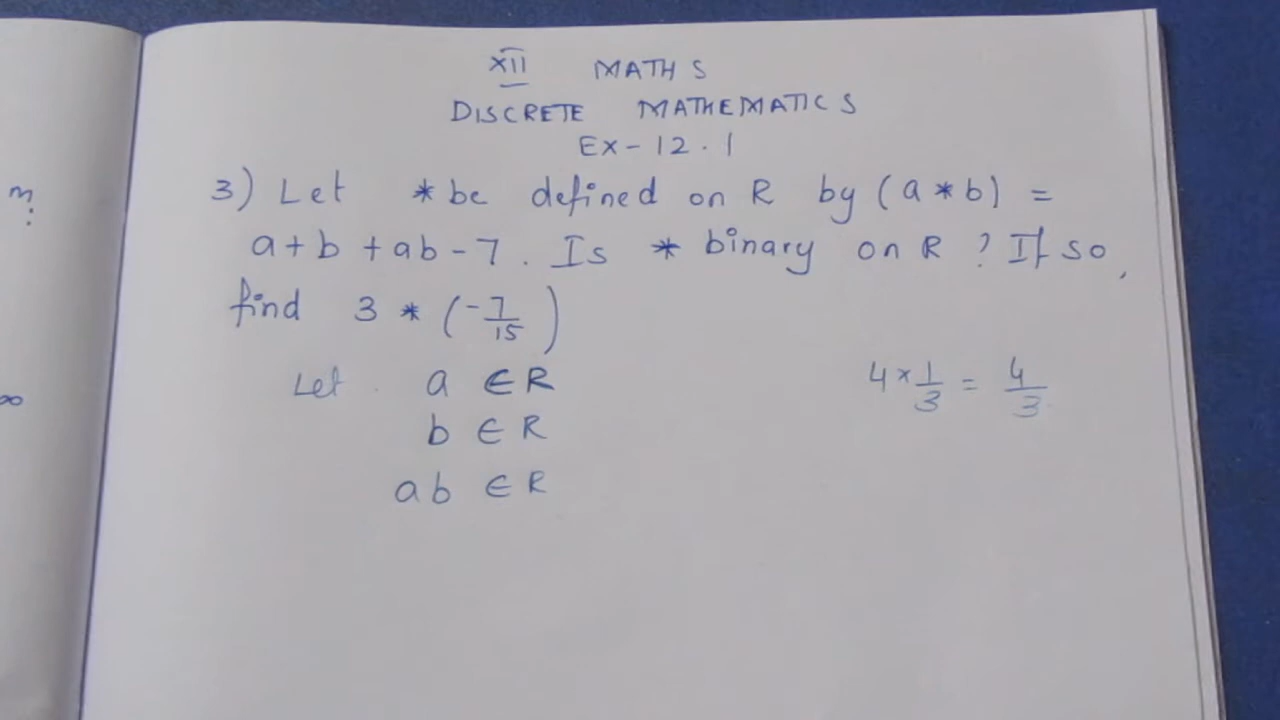 XII MATHS
DISCRETE MATHEMATICS
EX-12.1
3) Let * be defined on R by (a * b) =
a + b + ab - 7. Is * binary on R ? If so,
find 3 * (-7/15)
Let a ∈ R
4 × 1/3 = 4/3
b ∈ R
ab ∈ R